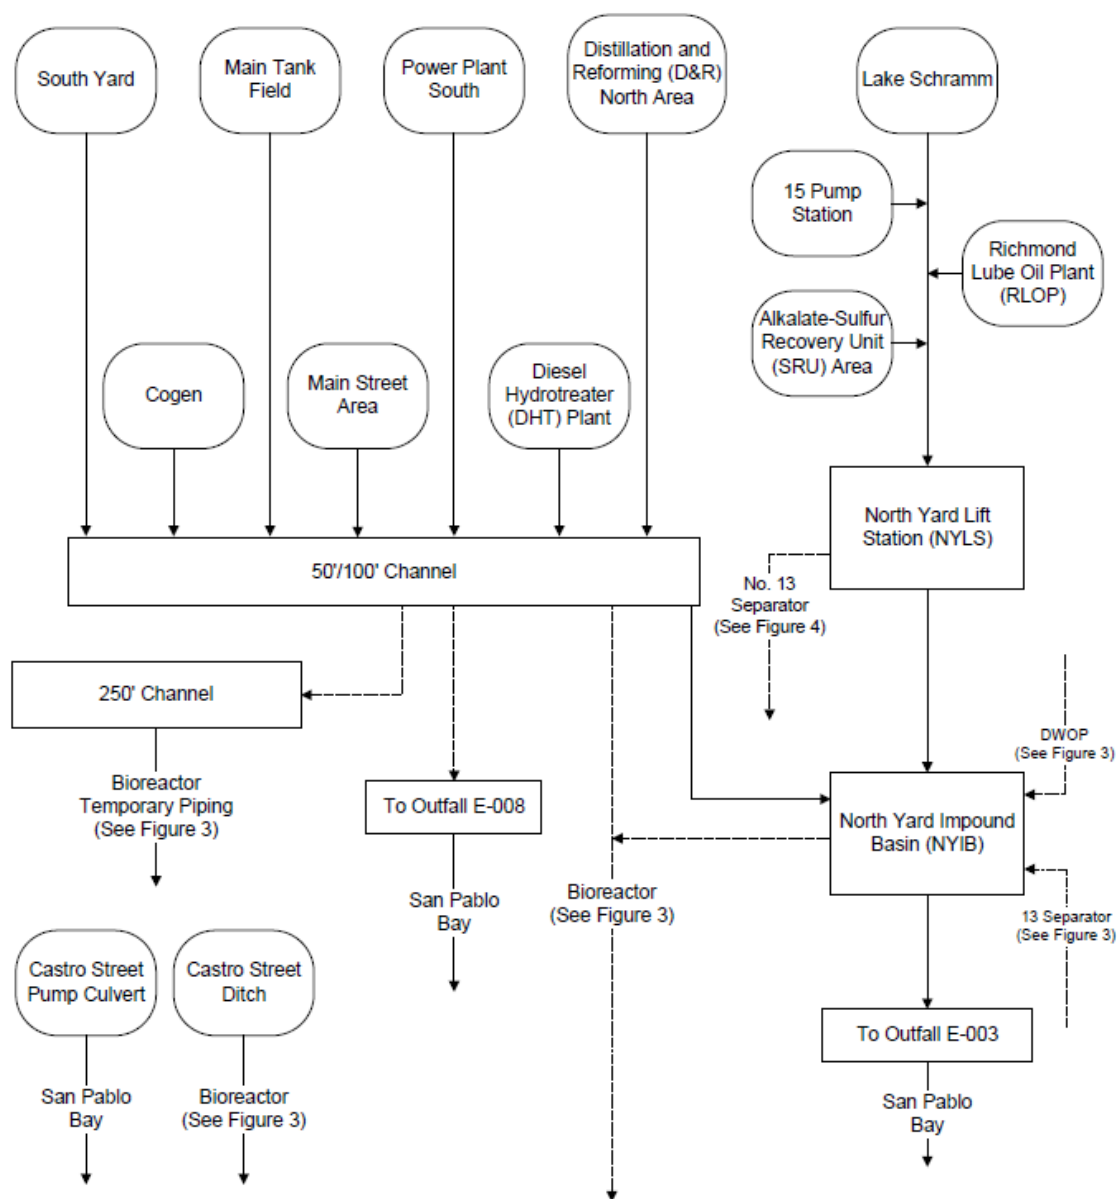 South Yard
Main Tank
Field
Power Plant
South
Distillation and
Reforming (D&R)
North Area
Lake Schramm
15 Pump
Station
Richmond
Lube Oil Plant
(RLOP)
Alkalate-Sulfur
Recovery Unit
(SRU) Area
Cogen
Main Street
Area
Diesel
Hydrotreater
(DHT) Plant
North Yard Lift
Station (NYLS)
50'/100' Channel
No. 13
Separator
(See Figure 4)
250' Channel
DWOP
(See Figure 3)
Bioreactor
Temporary Piping
(See Figure 3)
To Outfall E-008
North Yard Impound
Basin (NYIB)
San Pablo
Bay
Bioreactor
(See Figure 3)
13 Separator
(See Figure 3)
Castro Street
Pump Culvert
Castro Street
Ditch
To Outfall E-003
San Pablo
Bay
Bioreactor
(See Figure 3)
San Pablo
Bay